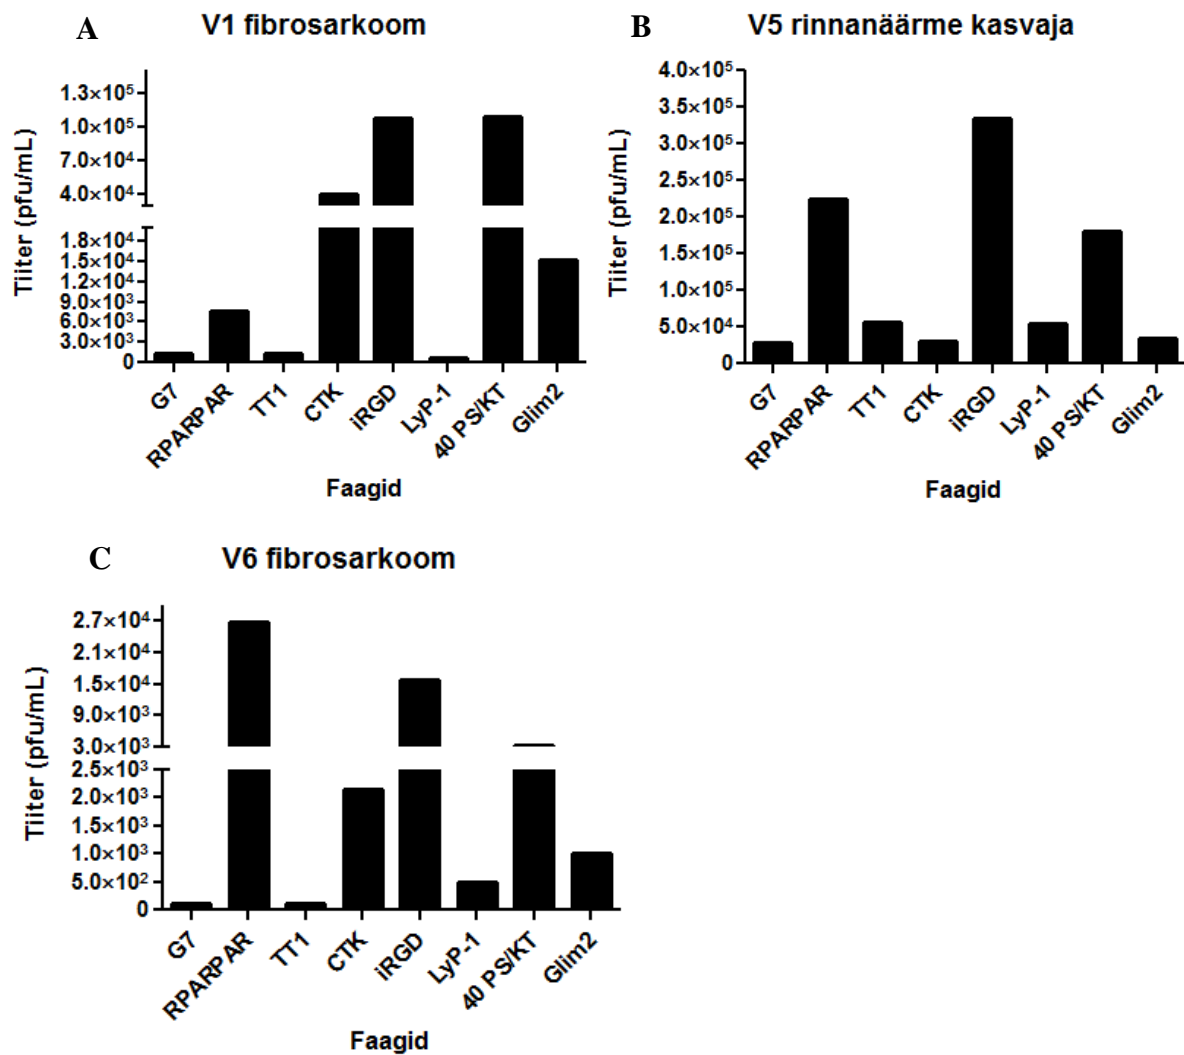 A
V1 fibrosarkoom
Tiiter (pfu/mL)
1.3×10⁵
1.0×10⁵
7.0×10⁴
4.0×10⁴
1.8×10⁴
1.5×10⁴
1.2×10⁴
9.0×10³
6.0×10³
3.0×10³
0
G7
RPARPAR
TT1
CTK
iRGD
LyP-1
40 PS/KT
Glim2
Faagid
B
V5 rinnanäärme kasvaja
Tiiter (pfu/mL)
4.0×10⁵
3.5×10⁵
3.0×10⁵
2.5×10⁵
2.0×10⁵
1.5×10⁵
1.0×10⁵
5.0×10⁴
0
G7
RPARPAR
TT1
CTK
iRGD
LyP-1
40 PS/KT
Glim2
Faagid
C
V6 fibrosarkoom
Tiiter (pfu/mL)
2.7×10⁴
2.1×10⁴
1.5×10⁴
9.0×10³
3.0×10³
2.5×10³
2.0×10³
1.5×10³
1.0×10³
5.0×10²
0
G7
RPARPAR
TT1
CTK
iRGD
LyP-1
40 PS/KT
Glim2
Faagid